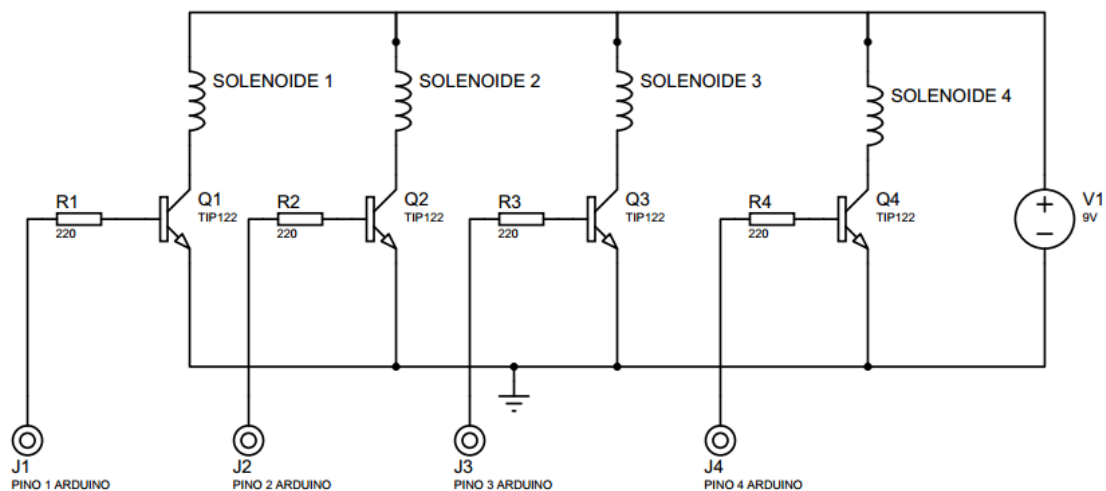 SOLENOIDE 1
SOLENOIDE 2
SOLENOIDE 3
SOLENOIDE 4
R1
220
Q1
TIP122
R2
220
Q2
TIP122
R3
220
Q3
TIP122
R4
220
Q4
TIP122
V1
9V
+
−
J1
PINO 1 ARDUINO
J2
PINO 2 ARDUINO
J3
PINO 3 ARDUINO
J4
PINO 4 ARDUINO